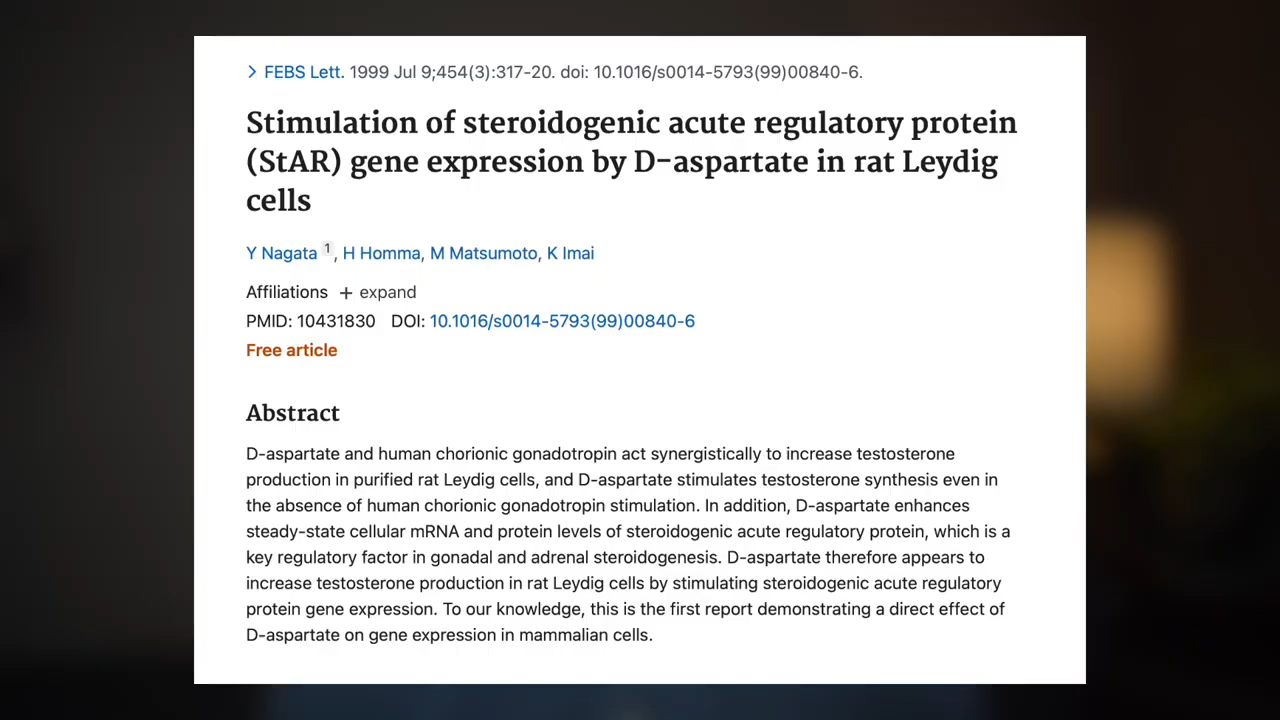 > FEBS Lett. 1999 Jul 9;454(3):317-20. doi: 10.1016/s0014-5793(99)00840-6.
Stimulation of steroidogenic acute regulatory protein
(StAR) gene expression by D-aspartate in rat Leydig
cells
Y Nagata 1, H Homma, M Matsumoto, K Imai
Affiliations + expand
PMID: 10431830 DOI: 10.1016/s0014-5793(99)00840-6
Free article
Abstract
D-aspartate and human chorionic gonadotropin act synergistically to increase testosterone
production in purified rat Leydig cells, and D-aspartate stimulates testosterone synthesis even in
the absence of human chorionic gonadotropin stimulation. In addition, D-aspartate enhances
steady-state cellular mRNA and protein levels of steroidogenic acute regulatory protein, which is a
key regulatory factor in gonadal and adrenal steroidogenesis. D-aspartate therefore appears to
increase testosterone production in rat Leydig cells by stimulating steroidogenic acute regulatory
protein gene expression. To our knowledge, this is the first report demonstrating a direct effect of
D-aspartate on gene expression in mammalian cells.